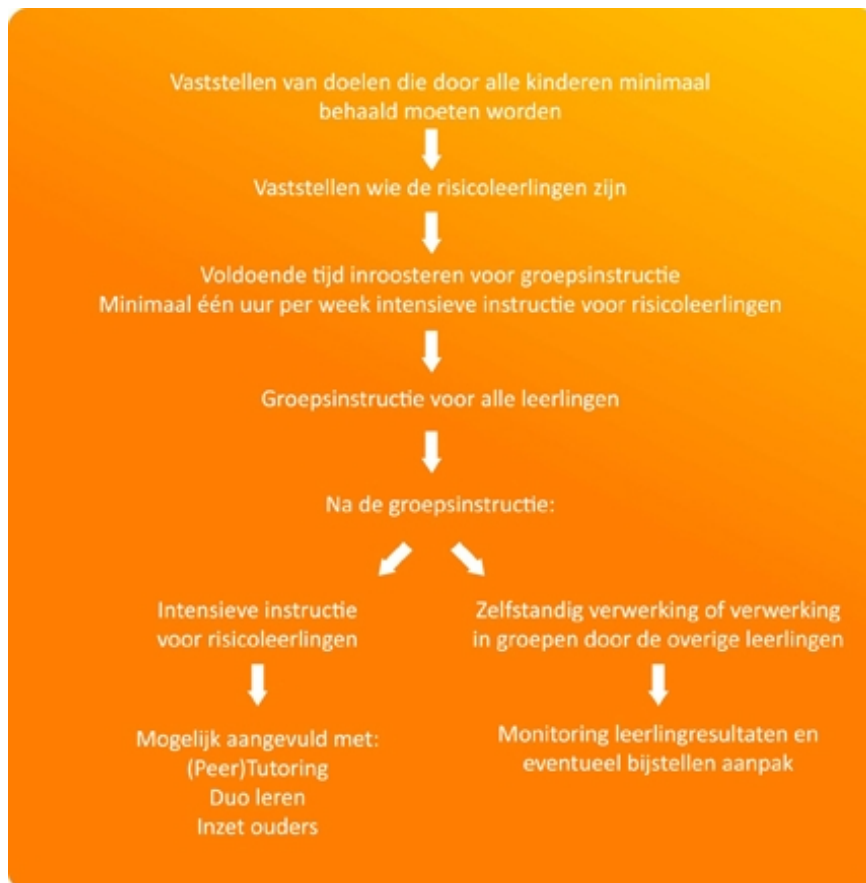 Vaststellen van doelen die door alle kinderen minimaal
behaald moeten worden
Vaststellen wie de risicoleerlingen zijn
Voldoende tijd inroosteren voor groepsinstructie
Minimaal één uur per week intensieve instructie voor risicoleerlingen
Groepsinstructie voor alle leerlingen
Na de groepsinstructie:
Intensieve instructie
voor risicoleerlingen
Mogelijk aangevuld met:
(Peer)Tutoring
Duo leren
Inzet ouders
Zelfstandig verwerking of verwerking
in groepen door de overige leerlingen
Monitoring leerlingresultaten en
eventueel bijstellen aanpak